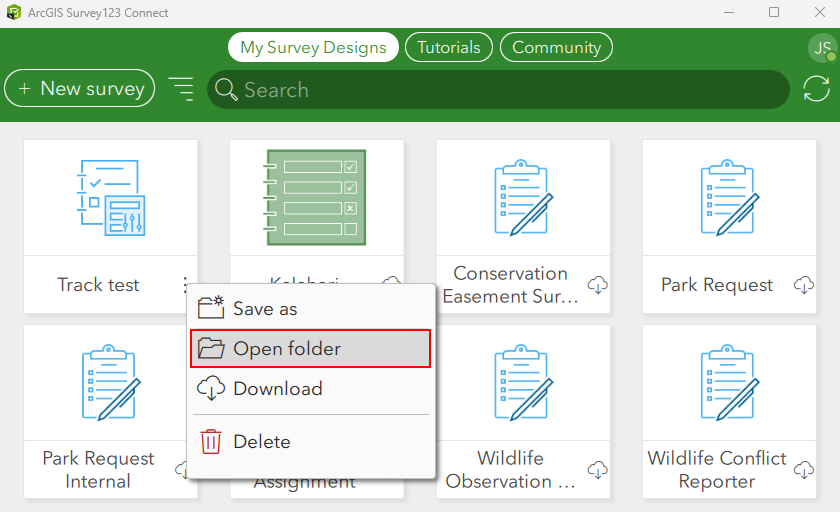 ArcGIS Survey123 Connect
My Survey Designs
Tutorials
Community
JS
+ New survey
Search
Track test
Conservation
Easement Sur...
Park Request
Save as
Open folder
Download
Delete
Park Request
Internal
Assignment
Wildlife
Observation ...
Wildlife Conflict
Reporter